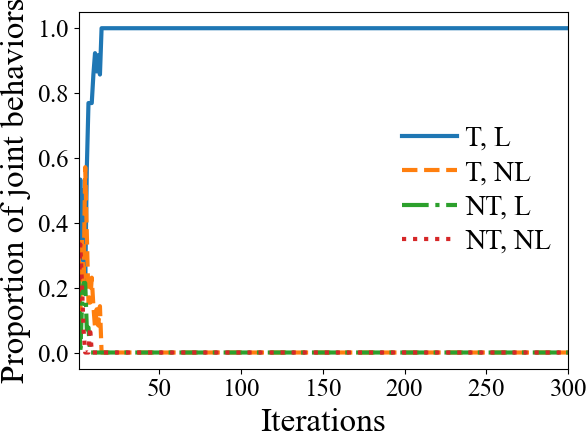 Proportion of joint behaviors
1.0
0.8
0.6
0.4
0.2
0.0
T, L
T, NL
NT, L
NT, NL
50 100 150 200 250 300
Iterations